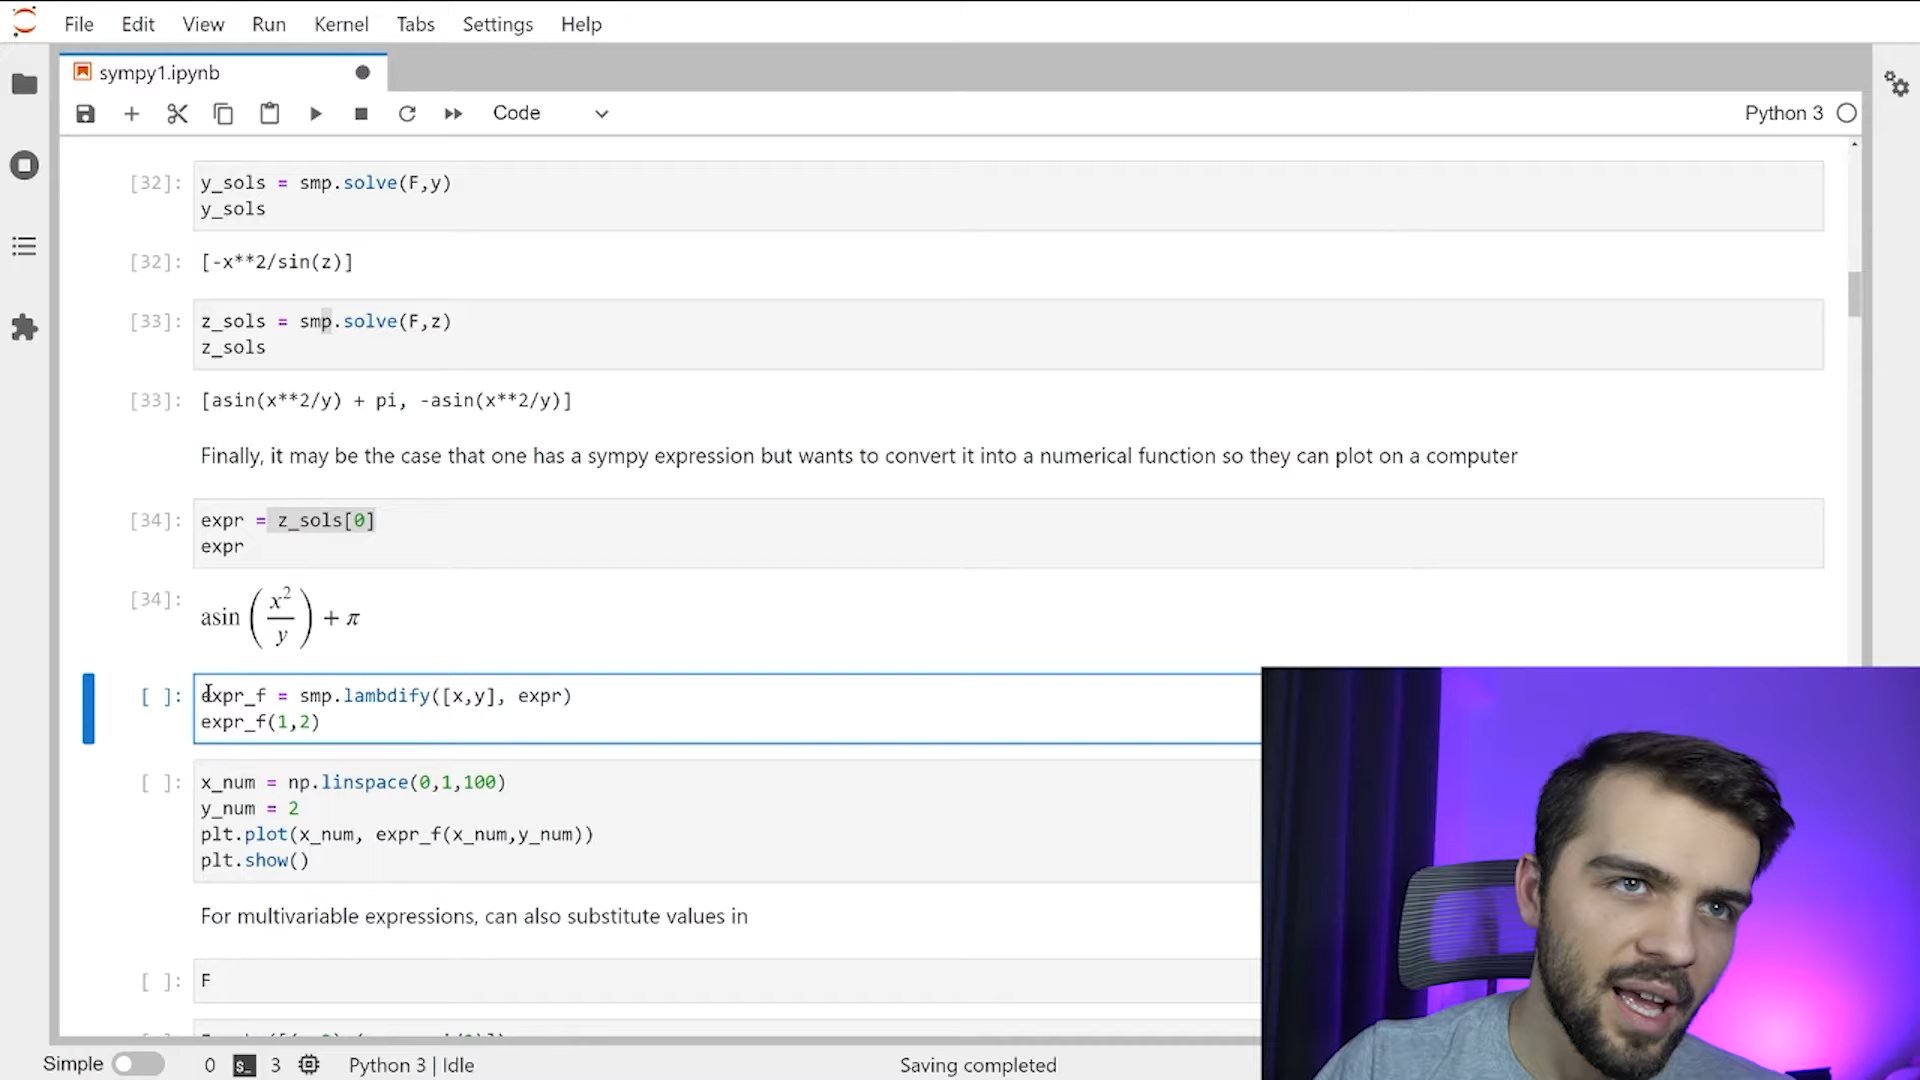 File Edit View Run Kernel Tabs Settings Help
sympy1.ipynb
Code
Python 3
[32]: y_sols = smp.solve(F,y)
y_sols
[32]: [-x**2/sin(z)]
[33]: z_sols = smp.solve(F,z)
z_sols
[33]: [asin(x**2/y) + pi, -asin(x**2/y)]
Finally, it may be the case that one has a sympy expression but wants to convert it into a numerical function so they can plot on a computer
[34]: expr = z_sols[0]
expr
[34]: asin (x²/y) + π
[ ]: expr_f = smp.lambdify([x,y], expr)
expr_f(1,2)
[ ]: x_num = np.linspace(0,1,100)
y_num = 2
plt.plot(x_num, expr_f(x_num,y_num))
plt.show()
For multivariable expressions, can also substitute values in
[ ]: F
Simple 0 $_ 3 Python 3 | Idle Saving completed